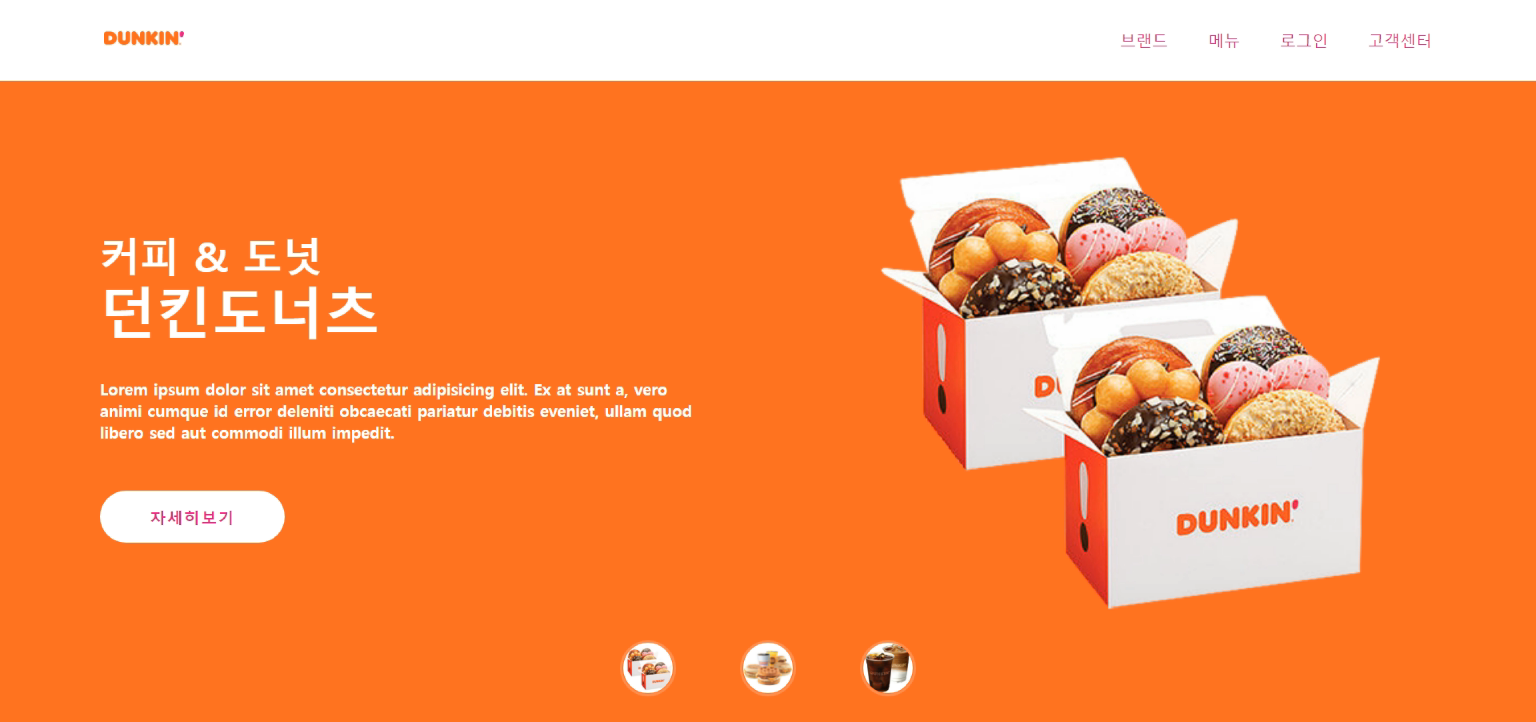 DUNKIN'
브랜드 메뉴 로그인 고객센터
커피 & 도넛
던킨도너츠
Lorem ipsum dolor sit amet consectetur adipisicing elit. Ex at sunt a, vero
animi cumque id error deleniti obcaecati pariatur debitis eveniet, ullam quod
libero sed aut commodi illum impedit.
자세히보기
DUNKIN'